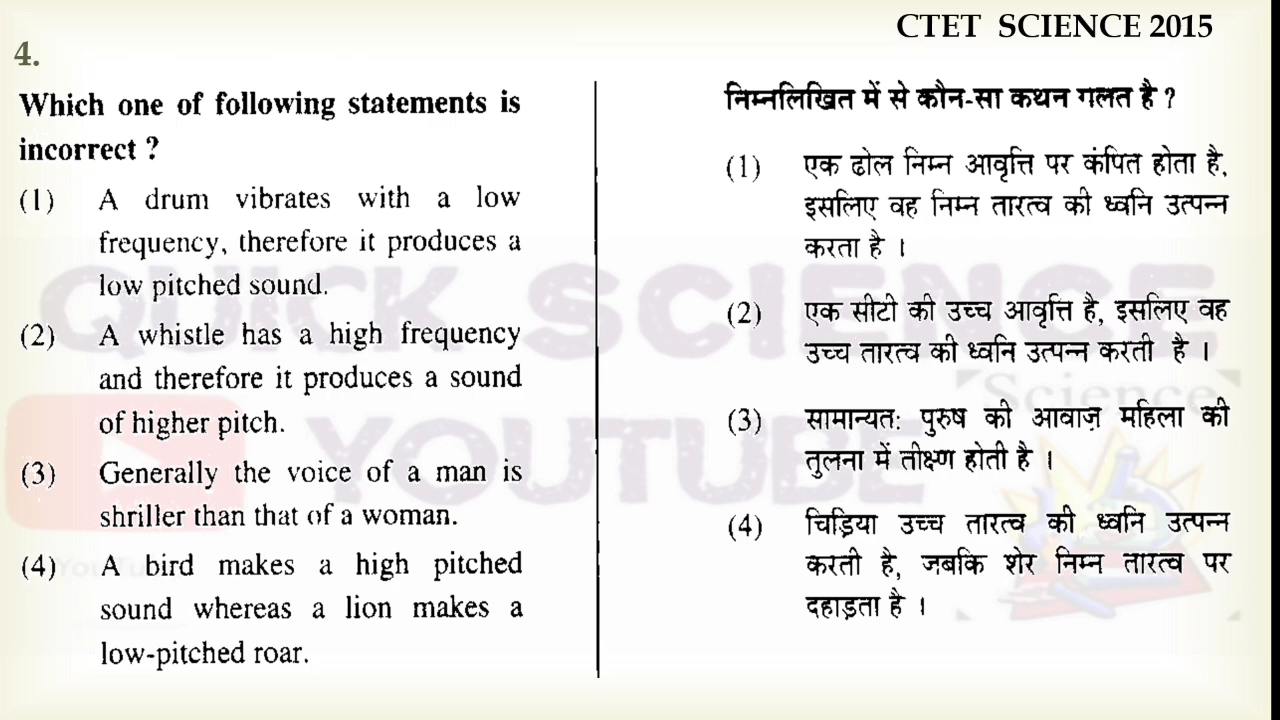 CTET SCIENCE 2015
4.
Which one of following statements is
incorrect ?
(1) A drum vibrates with a low
frequency, therefore it produces a
low pitched sound.
(2) A whistle has a high frequency
and therefore it produces a sound
of higher pitch.
(3) Generally the voice of a man is
shriller than that of a woman.
(4) A bird makes a high pitched
sound whereas a lion makes a
low-pitched roar.
निम्नलिखित में से कौन-सा कथन गलत है ?
(1) एक ढोल निम्न आवृत्ति पर कंपित होता है,
इसलिए वह निम्न तारत्व की ध्वनि उत्पन्न
करता है ।
(2) एक सीटी की उच्च आवृत्ति है, इसलिए वह
उच्च तारत्व की ध्वनि उत्पन्न करती है ।
(3) सामान्यतः पुरुष की आवाज़ महिला की
तुलना में तीक्ष्ण होती है ।
(4) चिड़िया उच्च तारत्व की ध्वनि उत्पन्न
करती है, जबकि शेर निम्न तारत्व पर
दहाड़ता है ।
QUICK SCIENCE
YOUTUBE
Science
YouTube